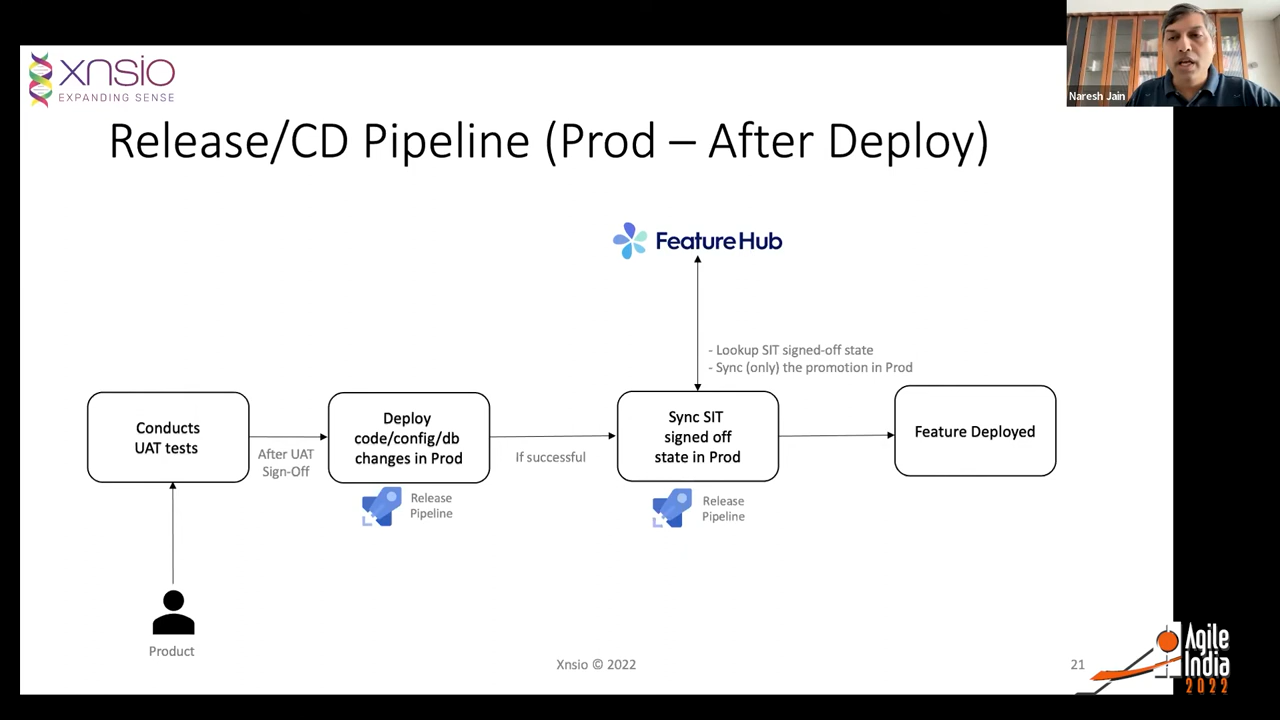 xnsio
EXPANDING SENSE
Naresh Jain
Release/CD Pipeline (Prod – After Deploy)
FeatureHub
- Lookup SIT signed-off state
- Sync (only) the promotion in Prod
Conducts
UAT tests
After UAT
Sign-Off
Deploy
code/config/db
changes in Prod
If successful
Sync SIT
signed off
state in Prod
Feature Deployed
Release
Pipeline
Release
Pipeline
Product
Xnsio © 2022
21
Agile
India
2022